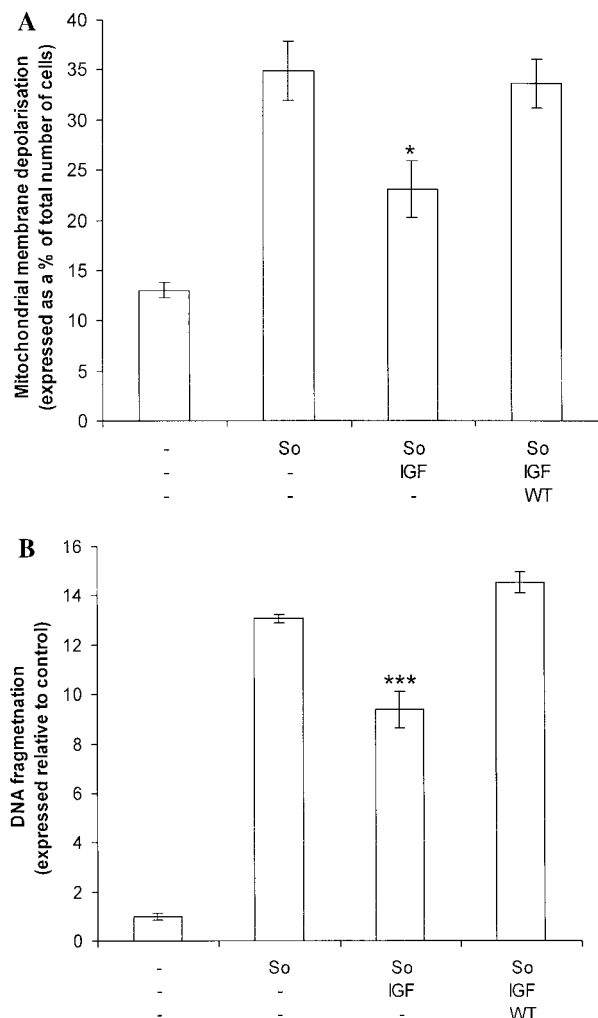 A
Mitochondrial membrane depolarisation
(expressed as a % of total number of cells)
40
35
30
25
20
15
10
5
0
*
- So So So
- - IGF IGF
- - - WT
B
DNA fragmetnation
(expressed relative to control)
16
14
12
10
8
6
4
2
0
***
- So So So
- - IGF IGF
- - - WT